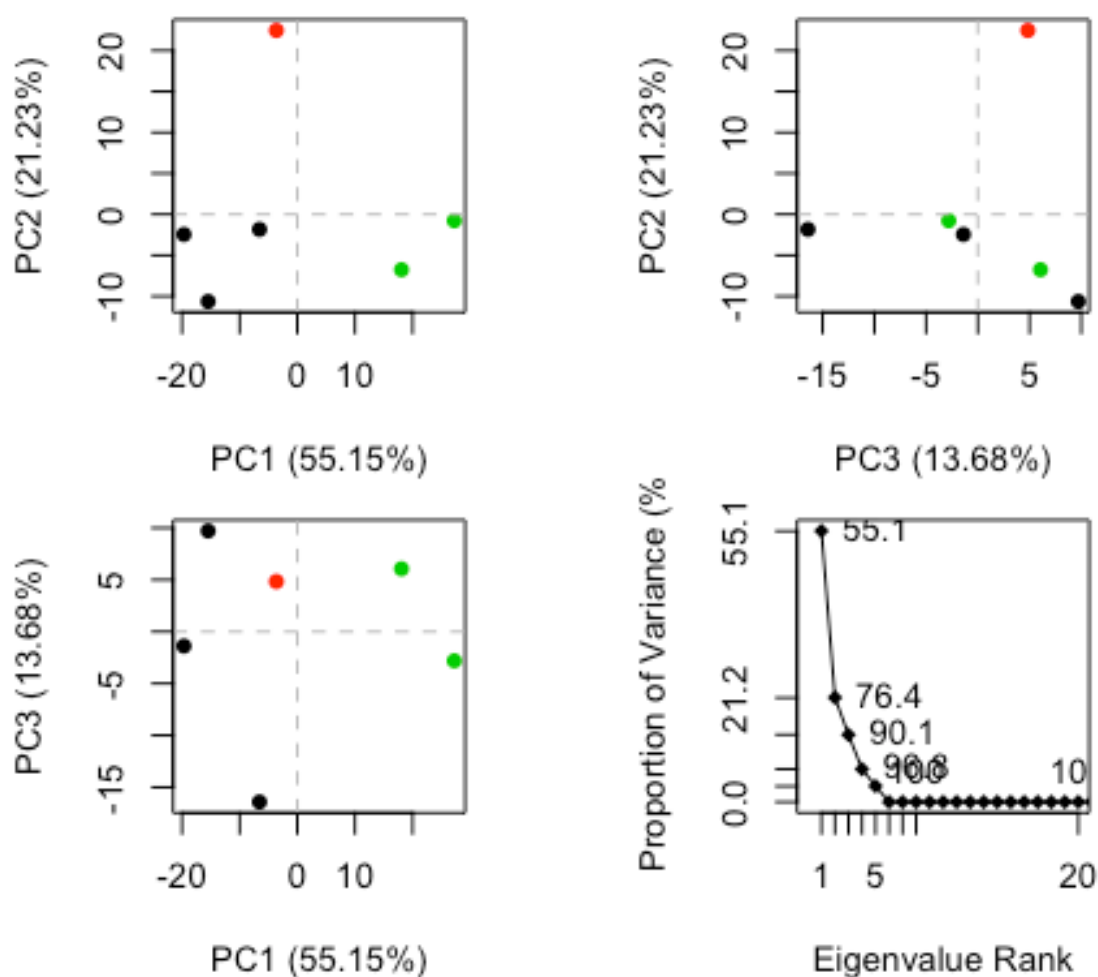 PC2 (21.23%)
20
10
0
-10
-20 0 10
PC1 (55.15%)
PC2 (21.23%)
20
10
0
-10
-15 -5 5
PC3 (13.68%)
PC3 (13.68%)
5
-5
-15
-20 0 10
PC1 (55.15%)
Proportion of Variance (%
55.1
21.2
0.0
55.1
76.4
90.1
100
10
1 5 20
Eigenvalue Rank